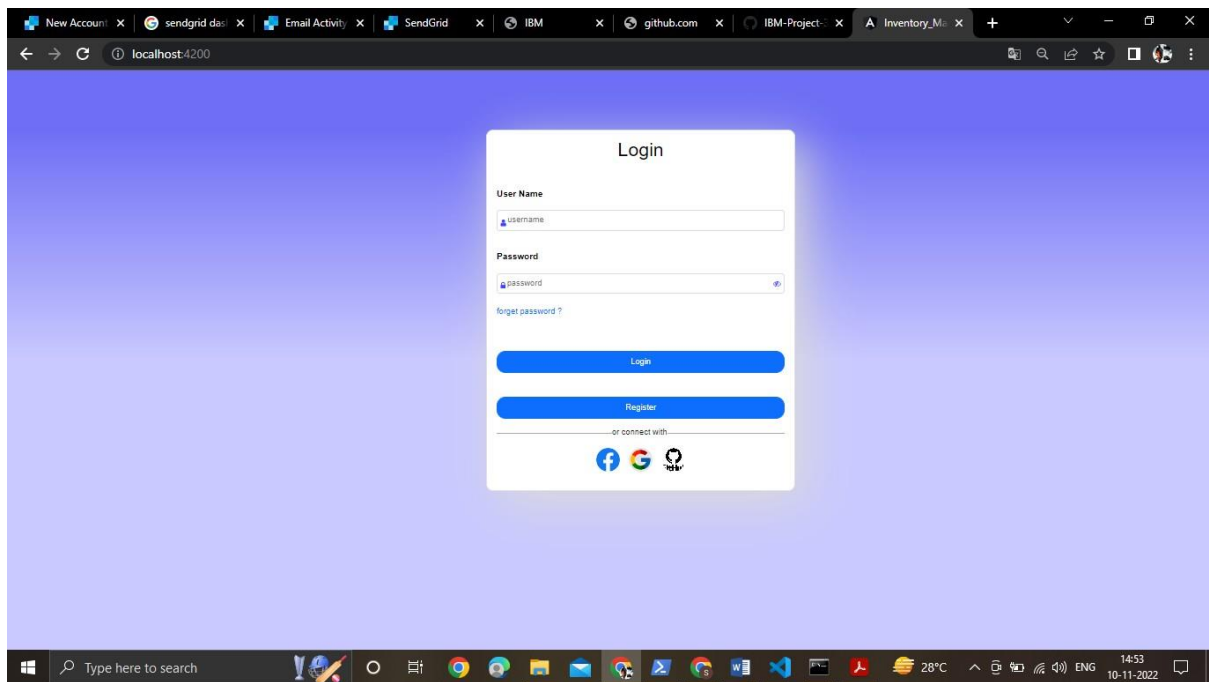 New Account
sendgrid das
Email Activity
SendGrid
IBM
github.com
IBM-Project-
Inventory_Ma
localhost:4200
Login
User Name
username
Password
password
forget password ?
Login
Register
or connect with
Type here to search
28°C
ENG
14:53
10-11-2022